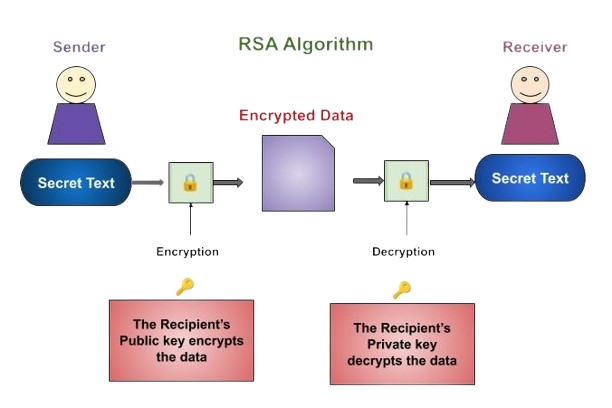 Sender
RSA Algorithm
Receiver
Encrypted Data
Secret Text
Secret Text
Encryption
Decryption
The Recipient's
Public key encrypts
the data
The Recipient's
Private key
decrypts the data